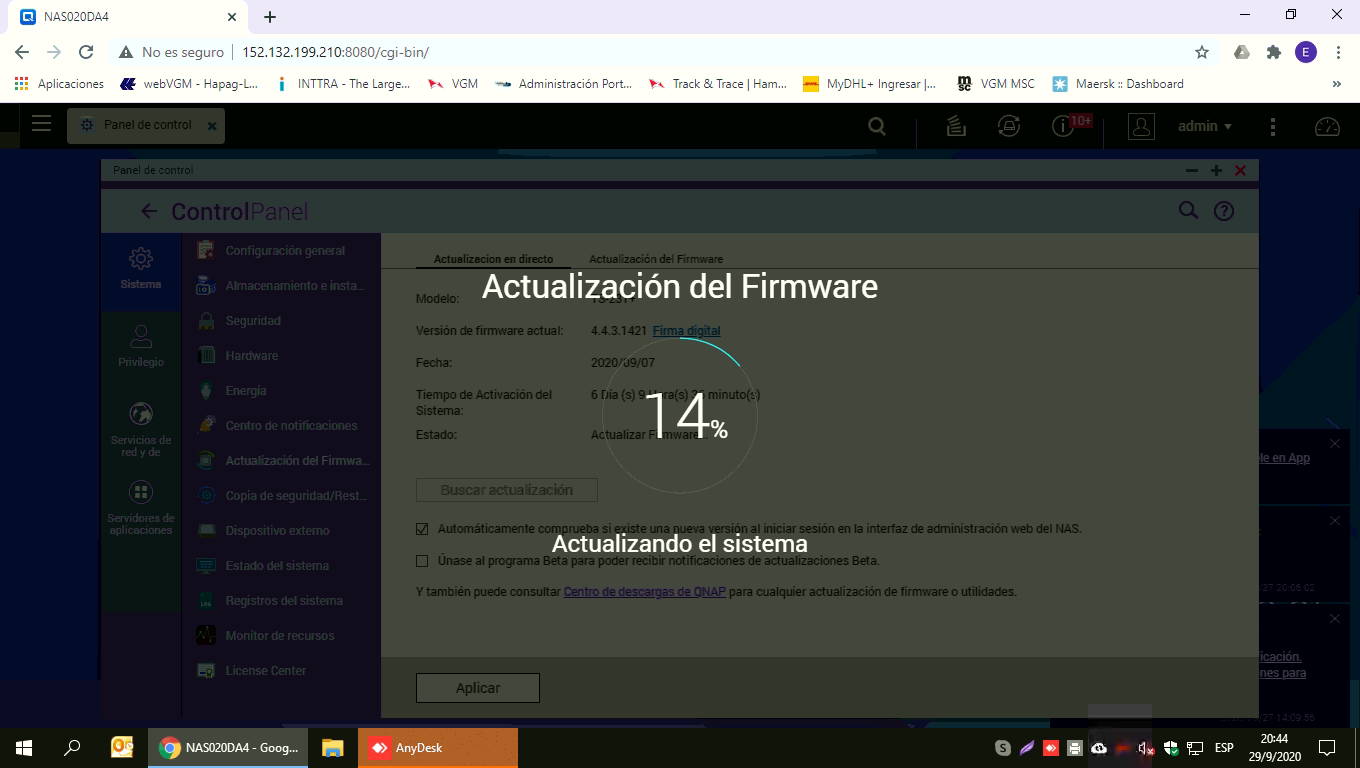 NAS020DA4
No es seguro
152.132.199.210:8080/cgi-bin/
Aplicaciones
webVGM - Hapag-L...
INTTRA - The Large...
VGM
Administración Port...
Track & Trace | Ham...
MyDHL+ Ingresar |...
VGM MSC
Maersk :: Dashboard
Panel de control
10+
admin
Panel de control
ControlPanel
Sistema
Privilegio
Servicios de
red y de
Servidores de
aplicaciones
Configuración general
Almacenamiento e insta...
Seguridad
Hardware
Energía
Centro de notificaciones
Actualización del Firmwa...
Copia de seguridad/Rest...
Dispositivo externo
Estado del sistema
Registros del sistema
Monitor de recursos
License Center
Actualizacion en directo
Actualización del Firmware
Actualización del Firmware
Modelo:
Versión de firmware actual:
4.4.3.1421 Firma digital
Fecha:
2020/09/07
Tiempo de Activación del
Sistema:
6 Día (s) 9 minuto(s)
Estado:
Actualizar
14%
Buscar actualización
Automáticamente comprueba si existe una nueva versión al iniciar sesión en la interfaz de administración web del NAS.
Actualizando el sistema
Únase al programa Beta para poder recibir notificaciones de actualizaciones Beta.
Y también puede consultar Centro de descargas de QNAP para cualquier actualización de firmware o utilidades.
Aplicar
le en App
/27 20:06:02
icación.
nes para
/27 14:09:56
NAS020DA4 - Goog...
AnyDesk
ESP
20:44
29/9/2020